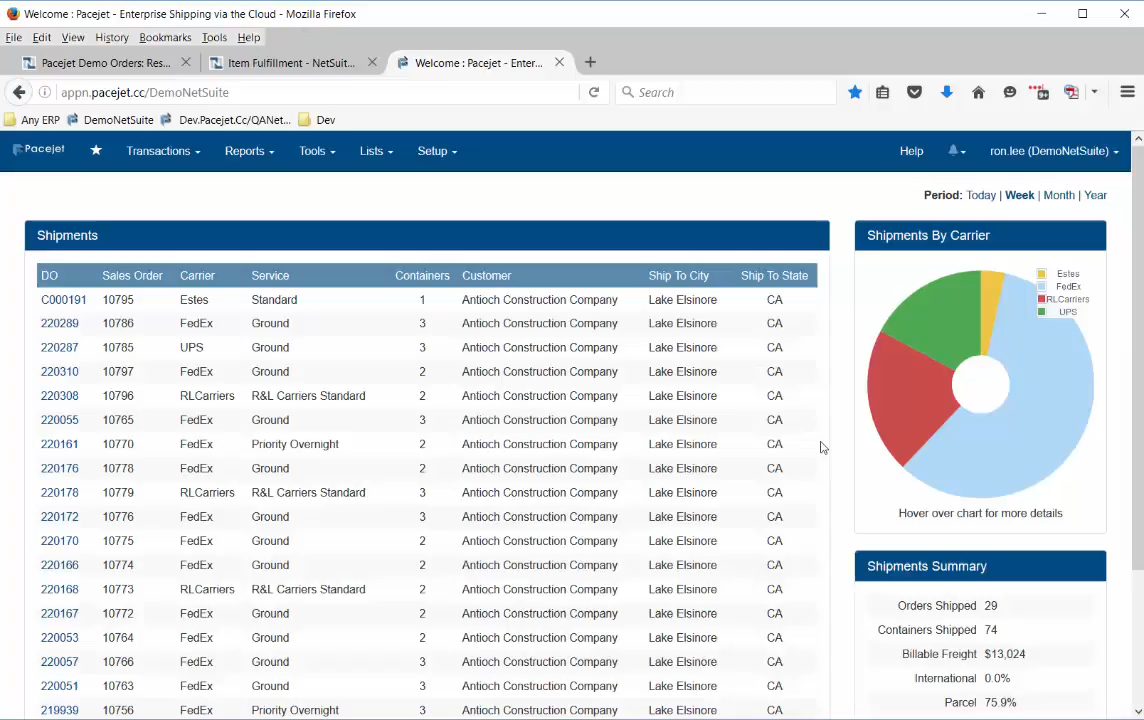 Welcome : Pacejet - Enterprise Shipping via the Cloud - Mozilla Firefox
File Edit View History Bookmarks Tools Help
Pacejet Demo Orders: Res... Item Fulfillment - NetSuit... Welcome : Pacejet - Enter...
appn.pacejet.cc/DemoNetSuite Search
Any ERP DemoNetSuite Dev.Pacejet.Cc/QANet... Dev
Pacejet Transactions Reports Tools Lists Setup Help ron.lee (DemoNetSuite)
Period: Today | Week | Month | Year
Shipments
DO Sales Order Carrier Service Containers Customer Ship To City Ship To State
C000191 10795 Estes Standard 1 Antioch Construction Company Lake Elsinore CA
220289 10786 FedEx Ground 3 Antioch Construction Company Lake Elsinore CA
220287 10785 UPS Ground 3 Antioch Construction Company Lake Elsinore CA
220310 10797 FedEx Ground 2 Antioch Construction Company Lake Elsinore CA
220308 10796 RLCarriers R&L Carriers Standard 2 Antioch Construction Company Lake Elsinore CA
220055 10765 FedEx Ground 3 Antioch Construction Company Lake Elsinore CA
220161 10770 FedEx Priority Overnight 2 Antioch Construction Company Lake Elsinore CA
220176 10778 FedEx Ground 2 Antioch Construction Company Lake Elsinore CA
220178 10779 RLCarriers R&L Carriers Standard 3 Antioch Construction Company Lake Elsinore CA
220172 10776 FedEx Ground 3 Antioch Construction Company Lake Elsinore CA
220170 10775 FedEx Ground 2 Antioch Construction Company Lake Elsinore CA
220166 10774 FedEx Ground 2 Antioch Construction Company Lake Elsinore CA
220168 10773 RLCarriers R&L Carriers Standard 2 Antioch Construction Company Lake Elsinore CA
220167 10772 FedEx Ground 2 Antioch Construction Company Lake Elsinore CA
220053 10764 FedEx Ground 2 Antioch Construction Company Lake Elsinore CA
220057 10766 FedEx Ground 3 Antioch Construction Company Lake Elsinore CA
220051 10763 FedEx Ground 3 Antioch Construction Company Lake Elsinore CA
219939 10756 FedEx Priority Overnight 3 Antioch Construction Company Lake Elsinore CA
Shipments By Carrier
Estes
FedEx
RLCarriers
UPS
Hover over chart for more details
Shipments Summary
Orders Shipped 29
Containers Shipped 74
Billable Freight $13,024
International 0.0%
Parcel 75.9%